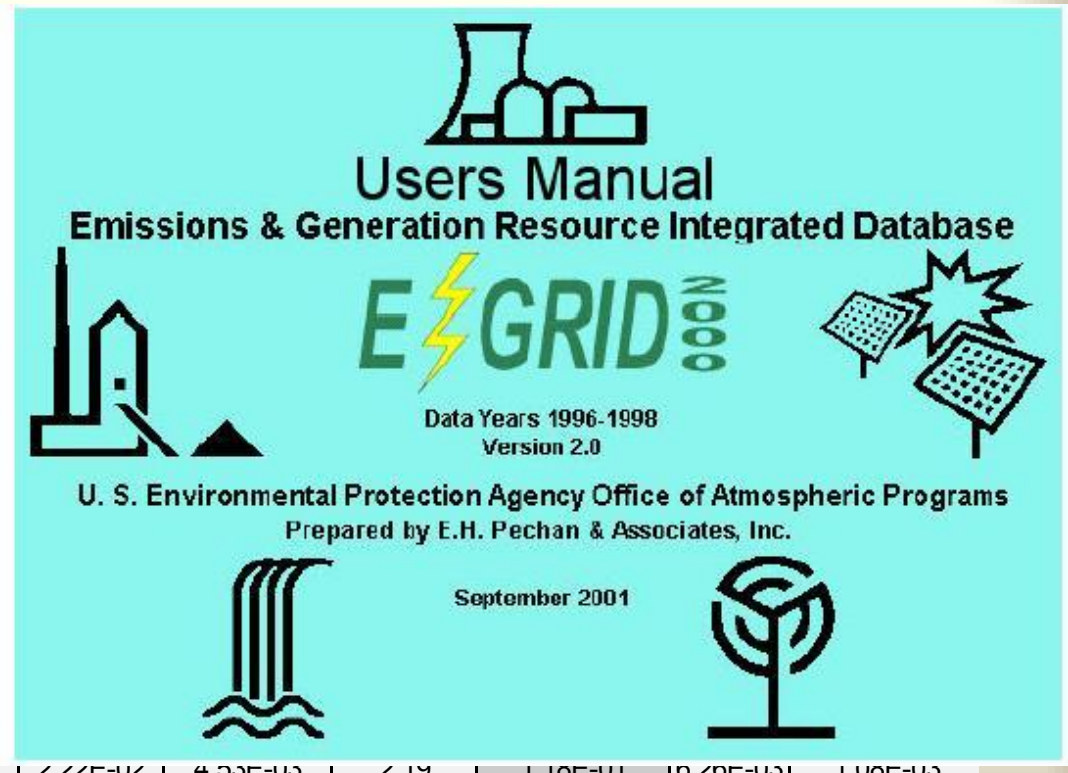 Users Manual
Emissions & Generation Resource Integrated Database
E GRID 2000
Data Years 1996-1998
Version 2.0
U. S. Environmental Protection Agency Office of Atmospheric Programs
Prepared by E.H. Pechan & Associates, Inc.
September 2001